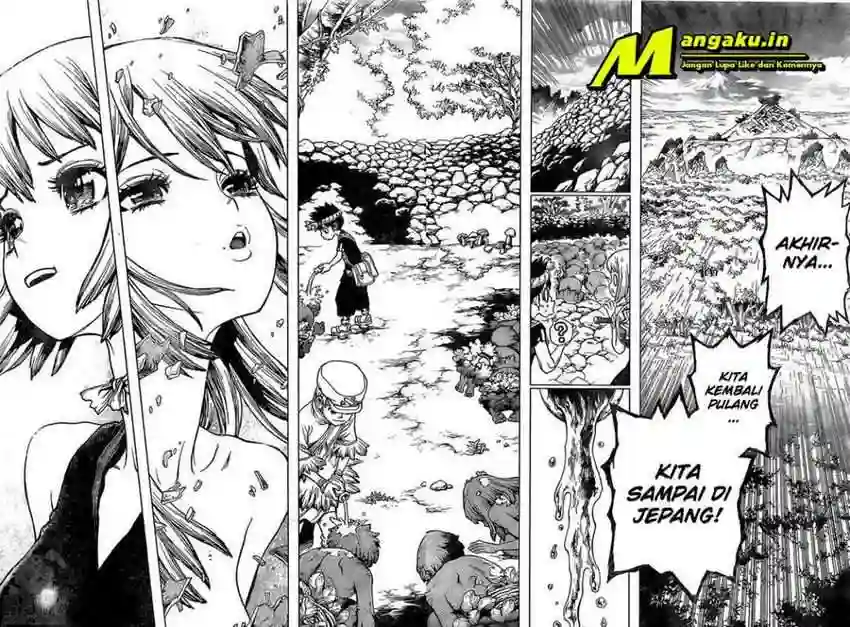 Mangaku.in
Jangan Lupa Like dan Komennya
AKHIR-
NYA...
KITA
KEMBALI
PULANG
...
KITA
SAMPAI DI
JEPANG!
??